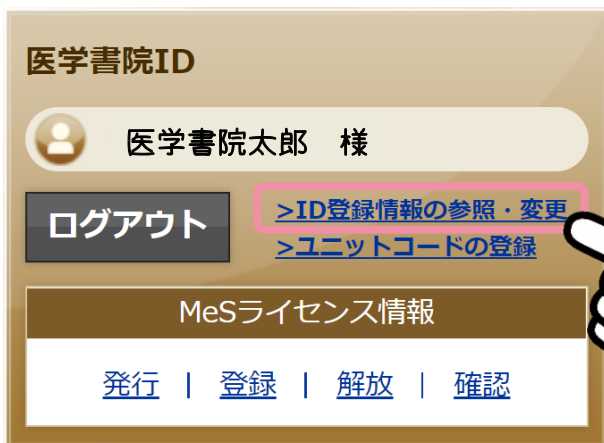 医学書院ID
医学書院太郎　様
ログアウト
>ID登録情報の参照・変更
>ユニットコードの登録
MeSライセンス情報
発行 | 登録 | 解放 | 確認